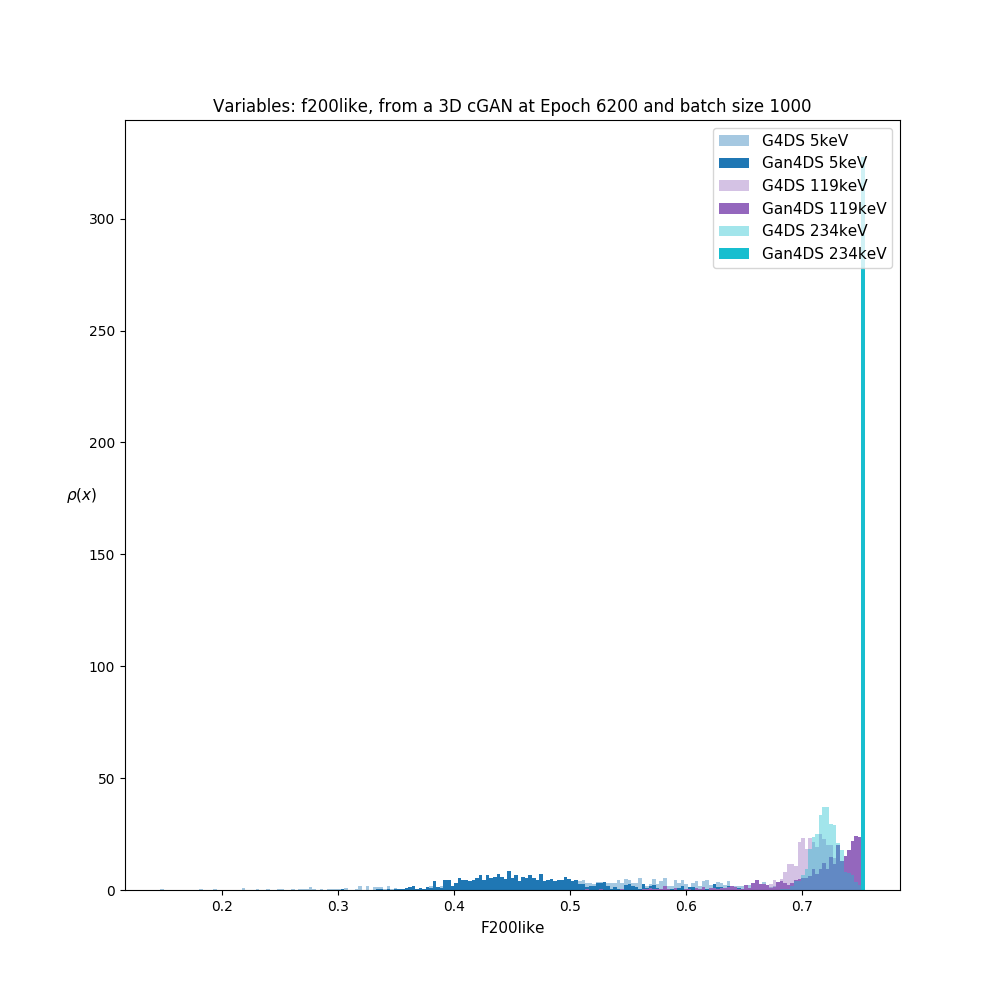 Variables: f200like, from a 3D cGAN at Epoch 6200 and batch size 1000
G4DS 5keV
Gan4DS 5keV
G4DS 119keV
Gan4DS 119keV
G4DS 234keV
Gan4DS 234keV
300
250
200
150
100
50
0
ρ(x)
0.2 0.3 0.4 0.5 0.6 0.7
F200like